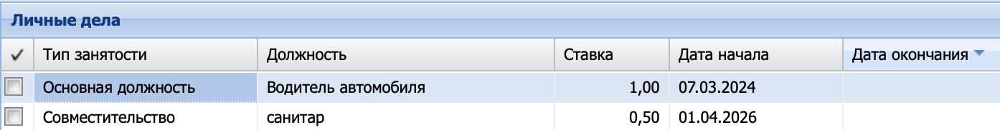 Личные дела
Тип занятости Должность Ставка Дата начала Дата окончания
Основная должность Водитель автомобиля 1,00 07.03.2024
Совместительство санитар 0,50 01.04.2026